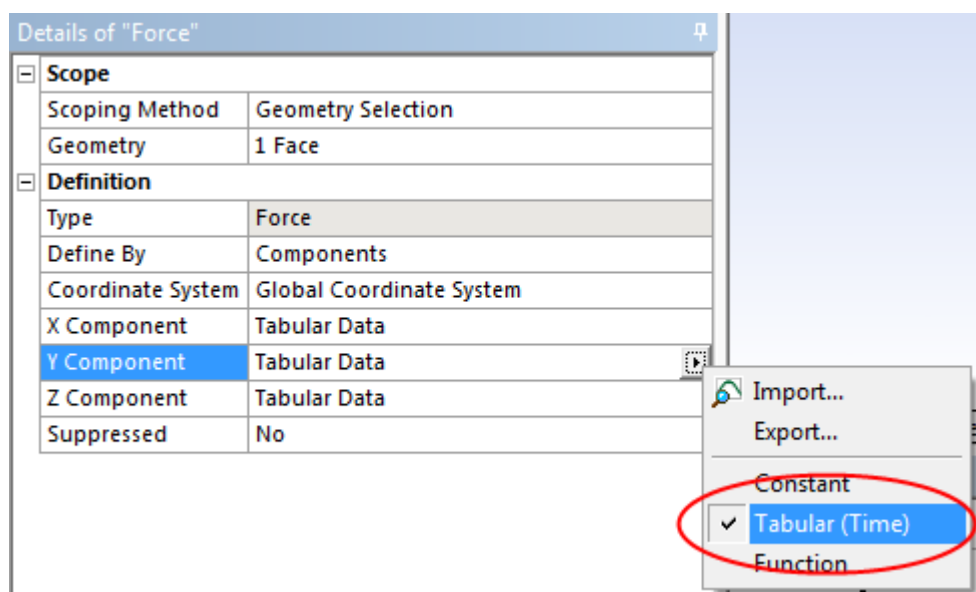 Details of "Force"
Scope
Scoping Method Geometry Selection
Geometry 1 Face
Definition
Type Force
Define By Components
Coordinate System Global Coordinate System
X Component Tabular Data
Y Component Tabular Data
Z Component Tabular Data
Suppressed No
Import...
Export...
Constant
Tabular (Time)
Function